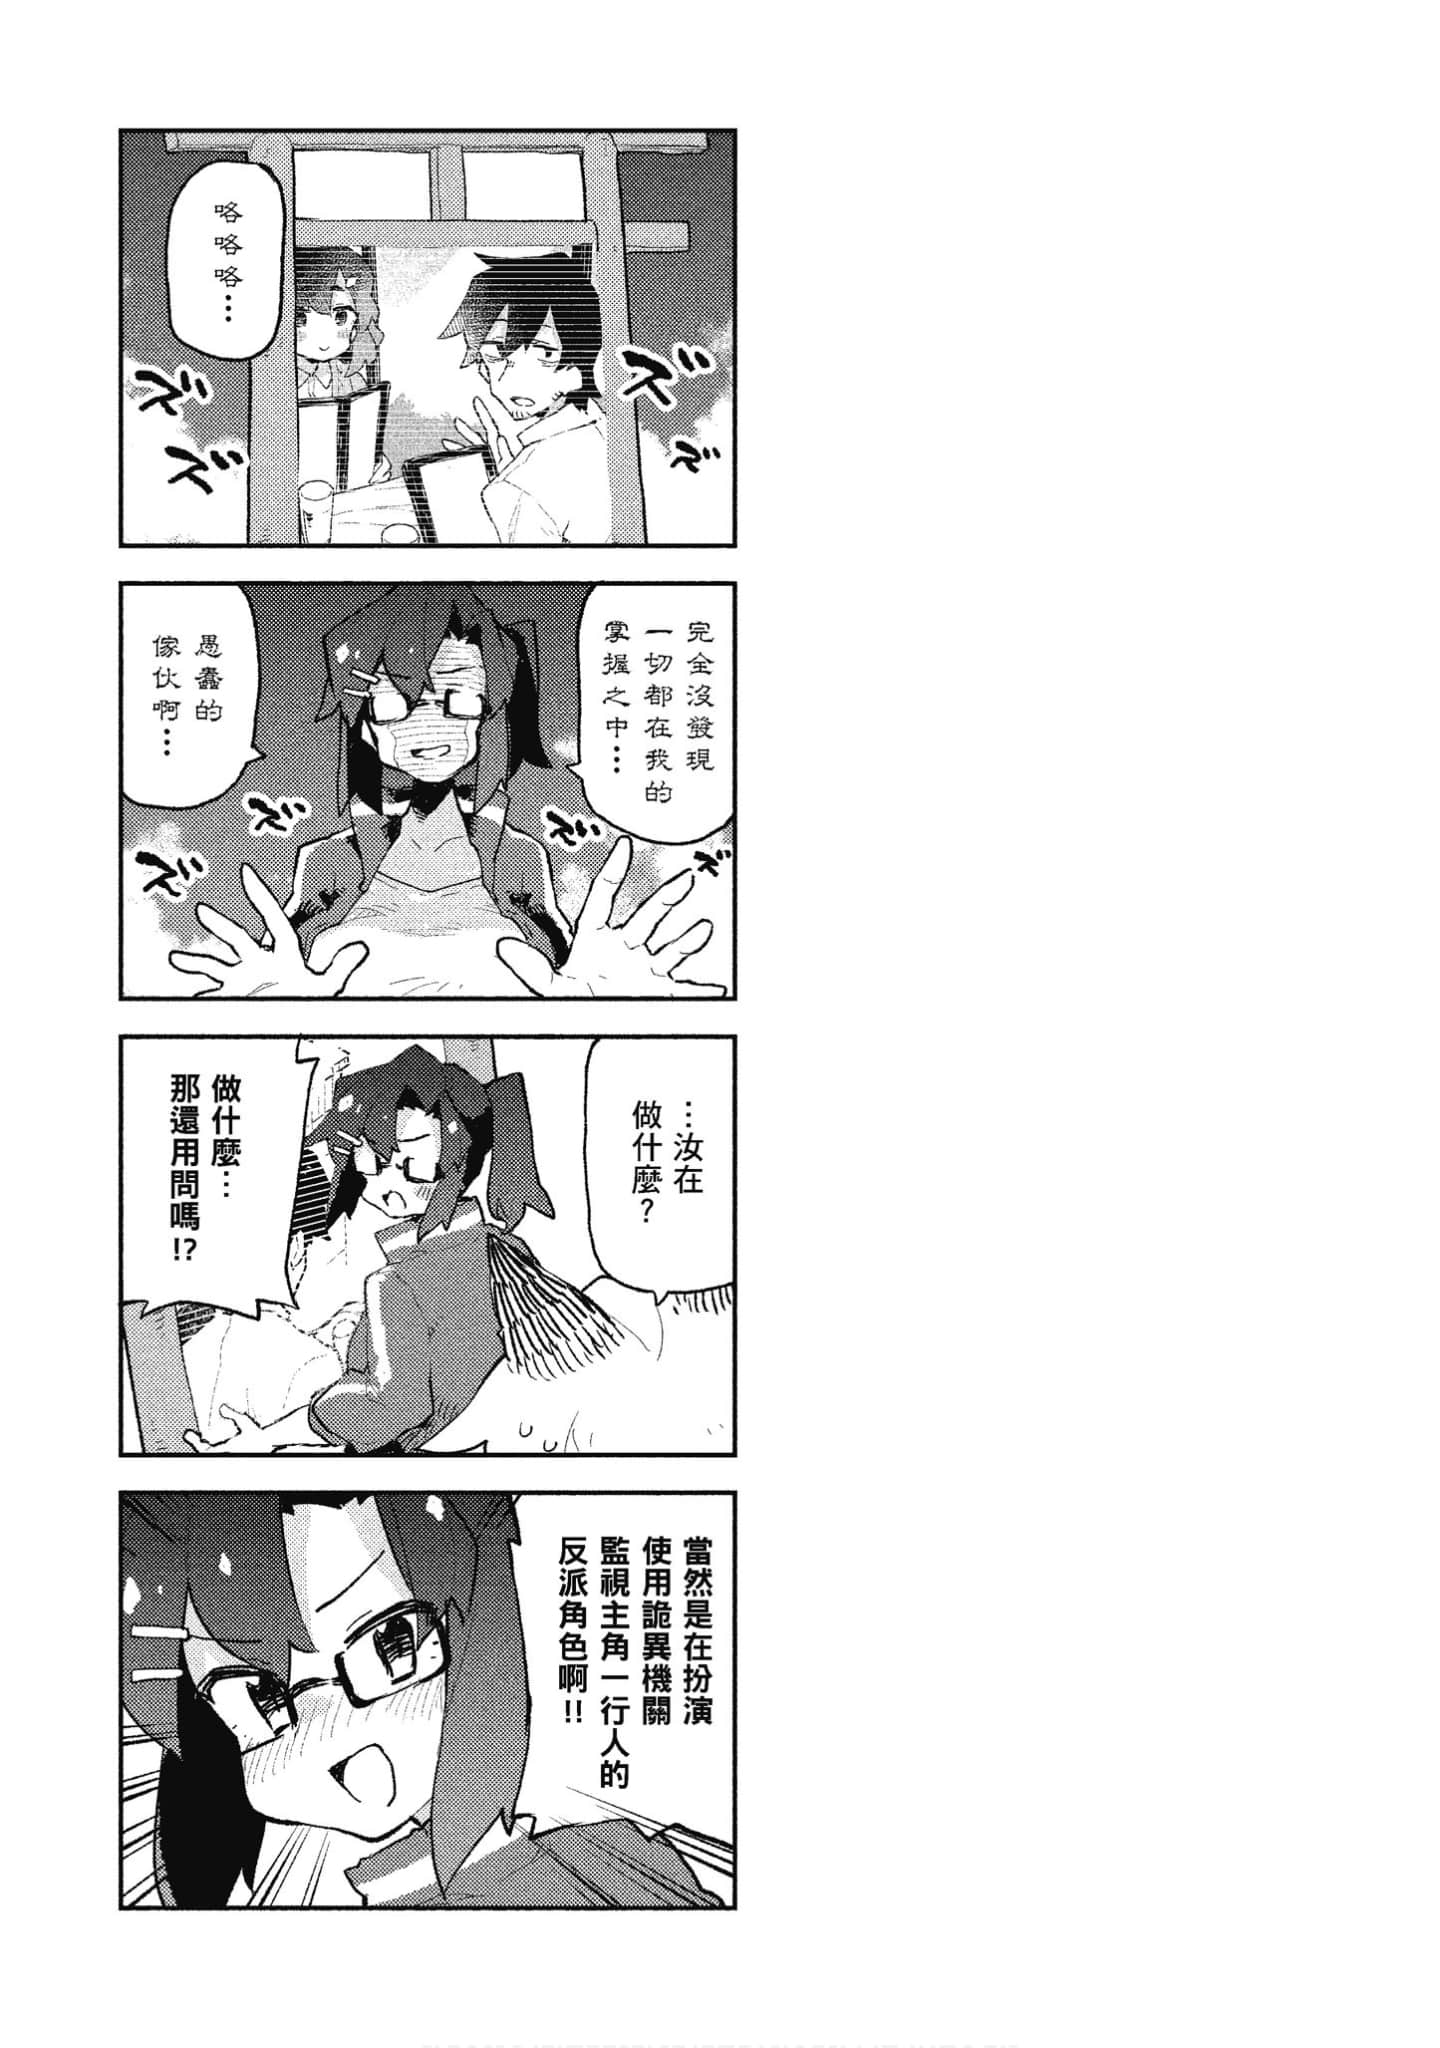 咯咯咯…
ズ
ズ
ズ
ズ
完全沒發現
一切都在我的
掌握之中…
愚蠢的
傢伙啊…
ズ
ズ
ズ
ズ
…汝在
做什麼？
做什麼…
那還用問嗎!?
當然是在扮演
使用詭異機關
監視主角一行人的
反派角色啊!!